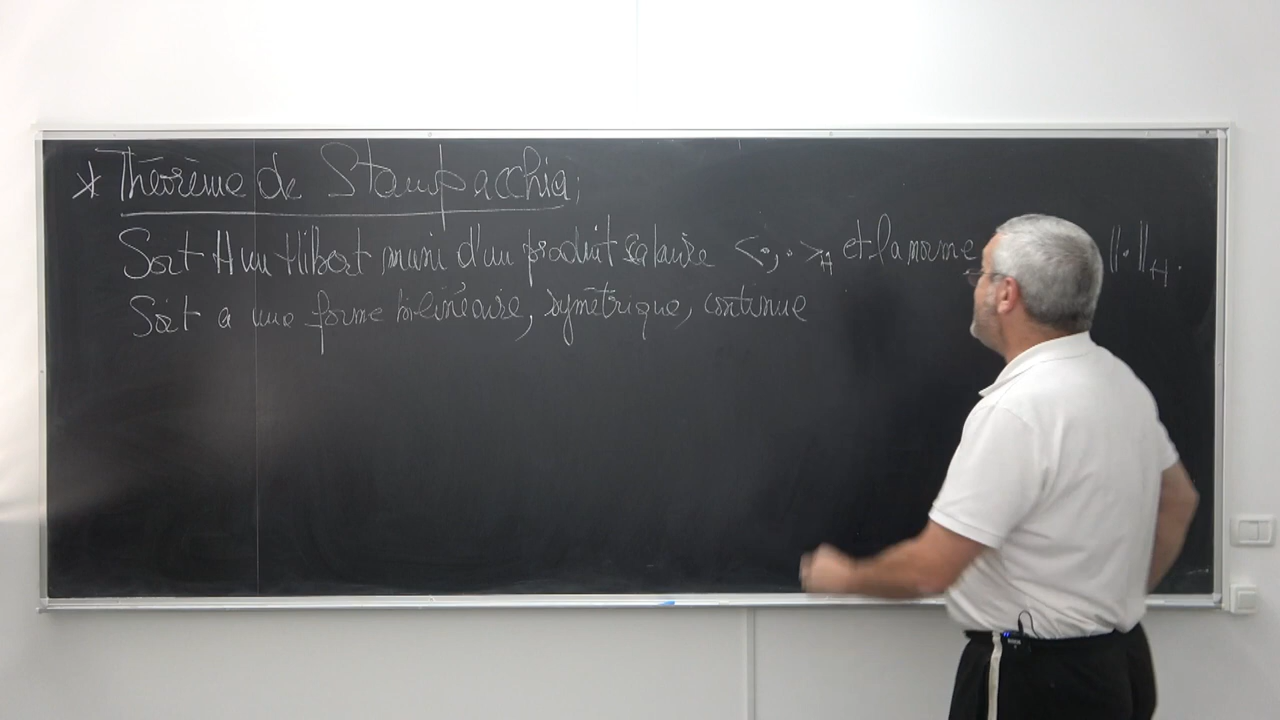 * Théorème de Stampacchia;
Soit H un Hilbert muni d'un produit scalaire <.,.>_H et la norme ||.||_H.
Soit a une forme bilinéaire, symétrique, continue